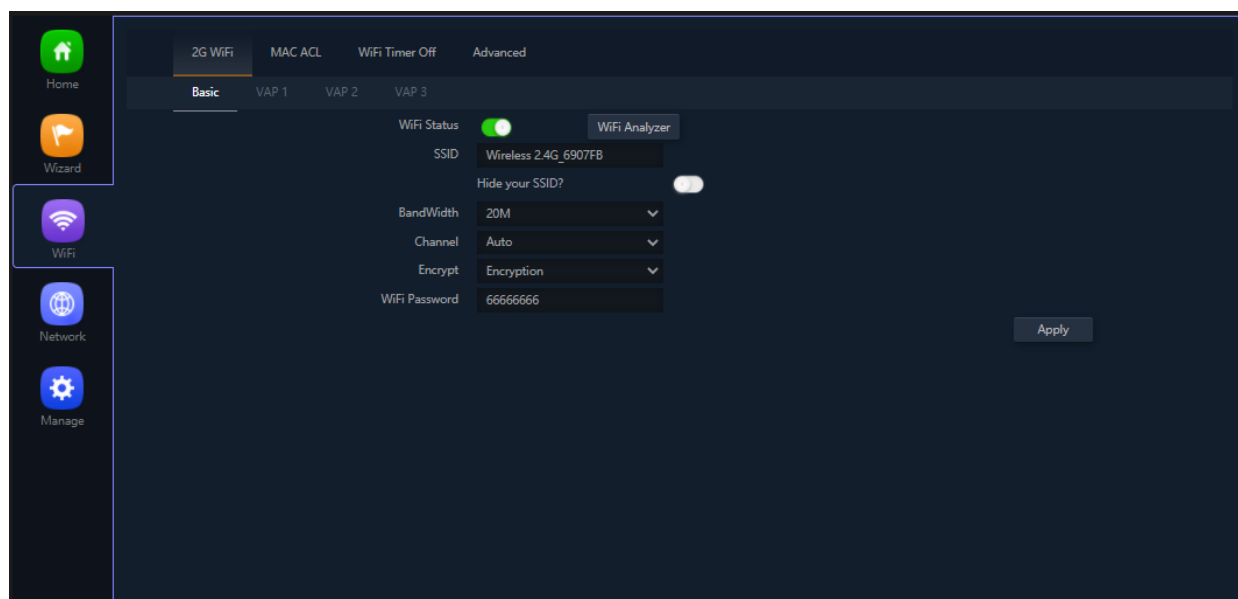 Home
Wizard
WiFi
Network
Manage
2G WiFi MAC ACL WiFi Timer Off Advanced
Basic VAP 1 VAP 2 VAP 3
WiFi Status WiFi Analyzer
SSID Wireless 2.4G_6907FB
Hide your SSID?
BandWidth 20M
Channel Auto
Encrypt Encryption
WiFi Password 66666666
Apply